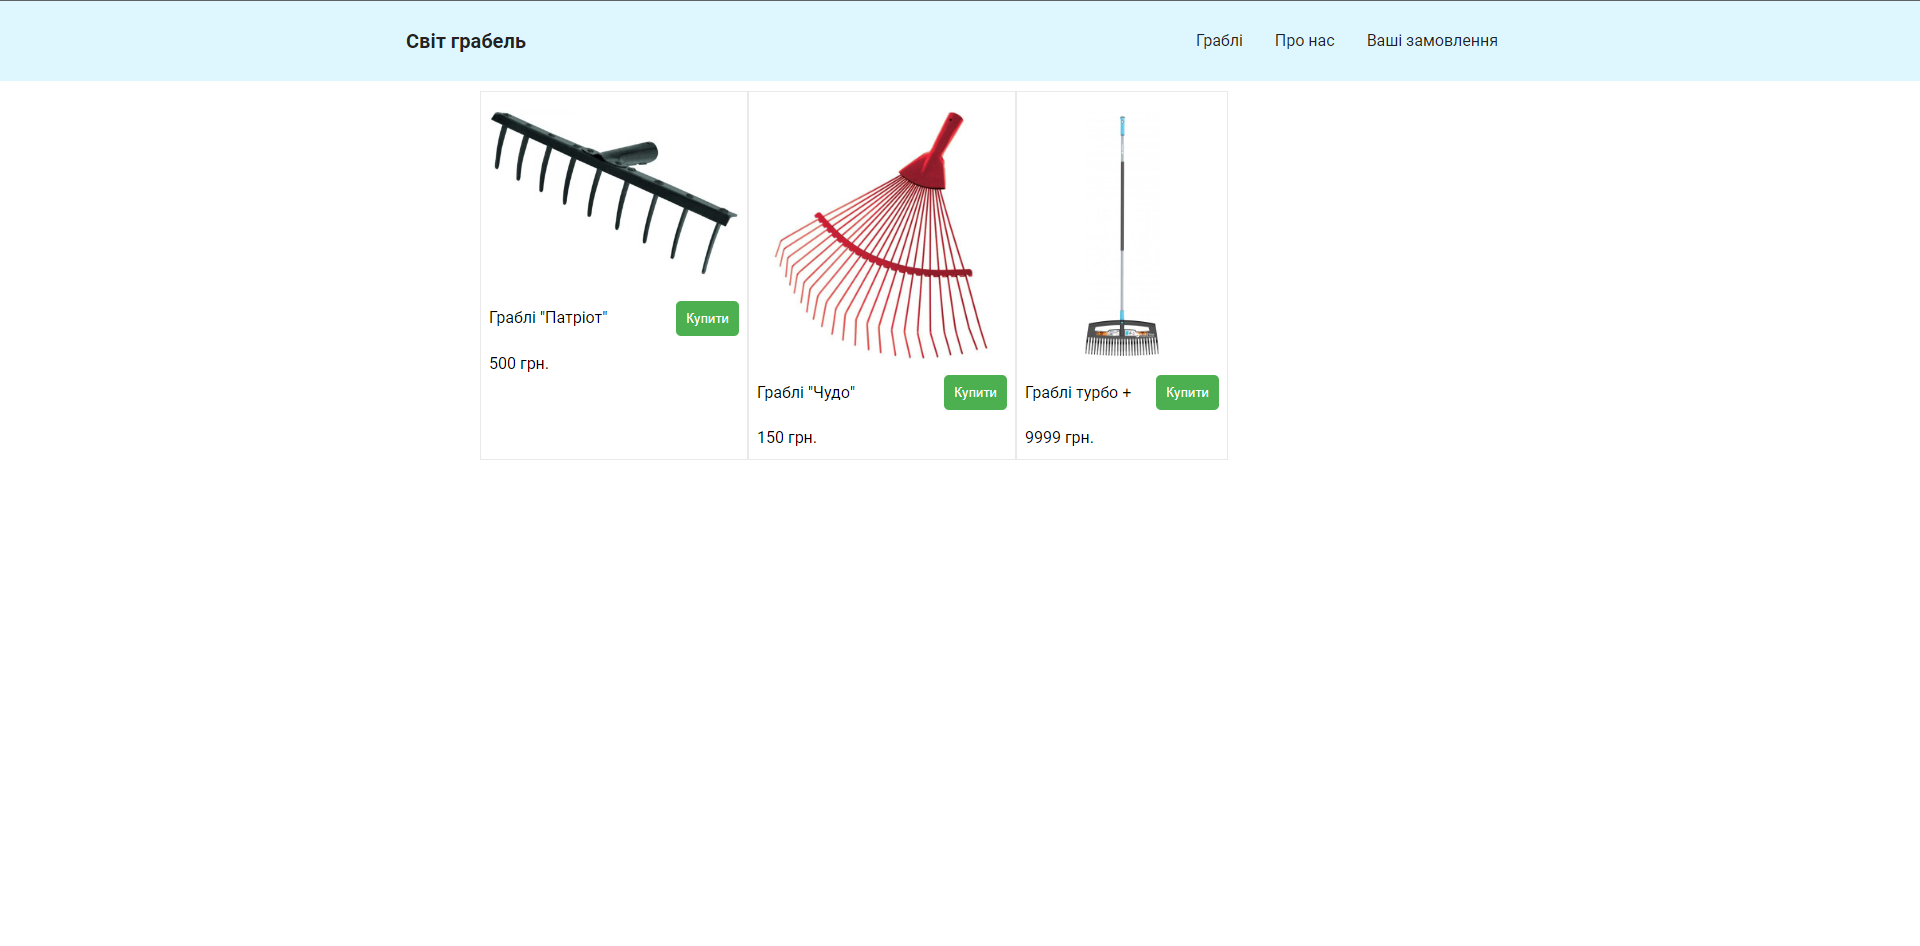 Світ грабель
Граблі Про нас Ваші замовлення
Граблі "Патріот" Купити
500 грн.
Граблі "Чудо" Купити
150 грн.
Граблі турбо + Купити
9999 грн.